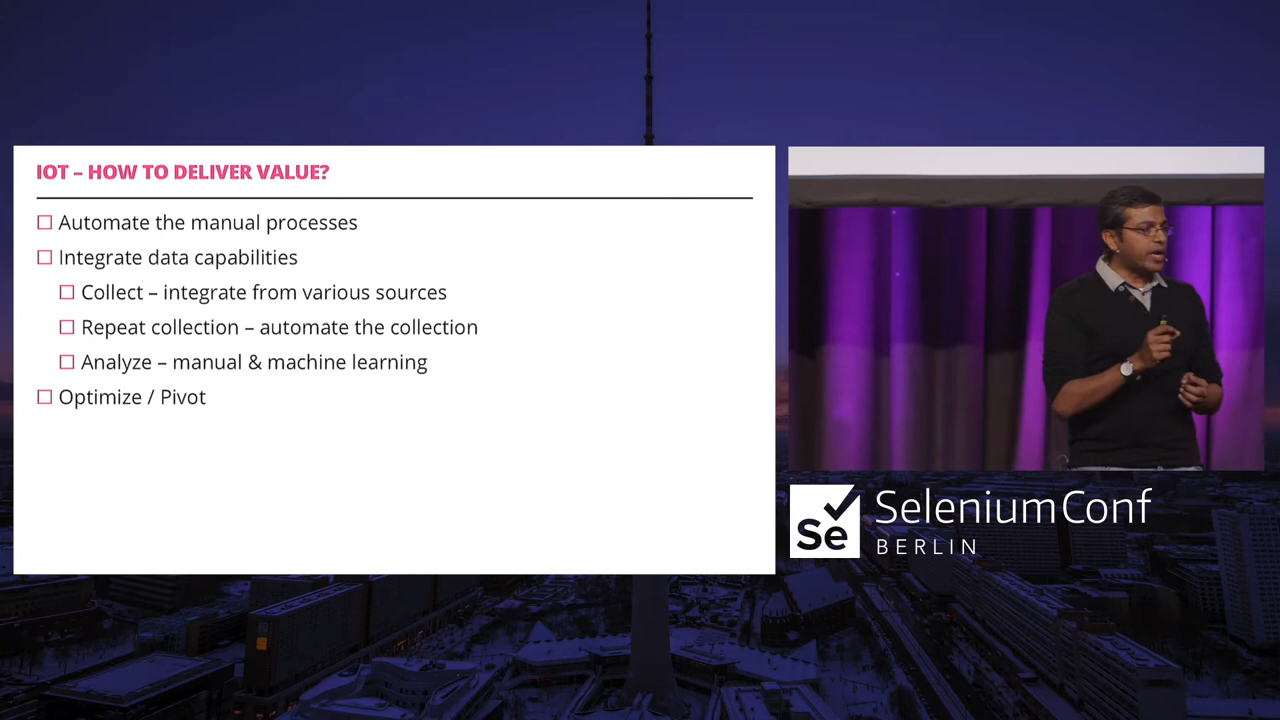 IOT – HOW TO DELIVER VALUE?
☐ Automate the manual processes
☐ Integrate data capabilities
☐ Collect – integrate from various sources
☐ Repeat collection – automate the collection
☐ Analyze – manual & machine learning
☐ Optimize / Pivot
Se
SeleniumConf
BERLIN